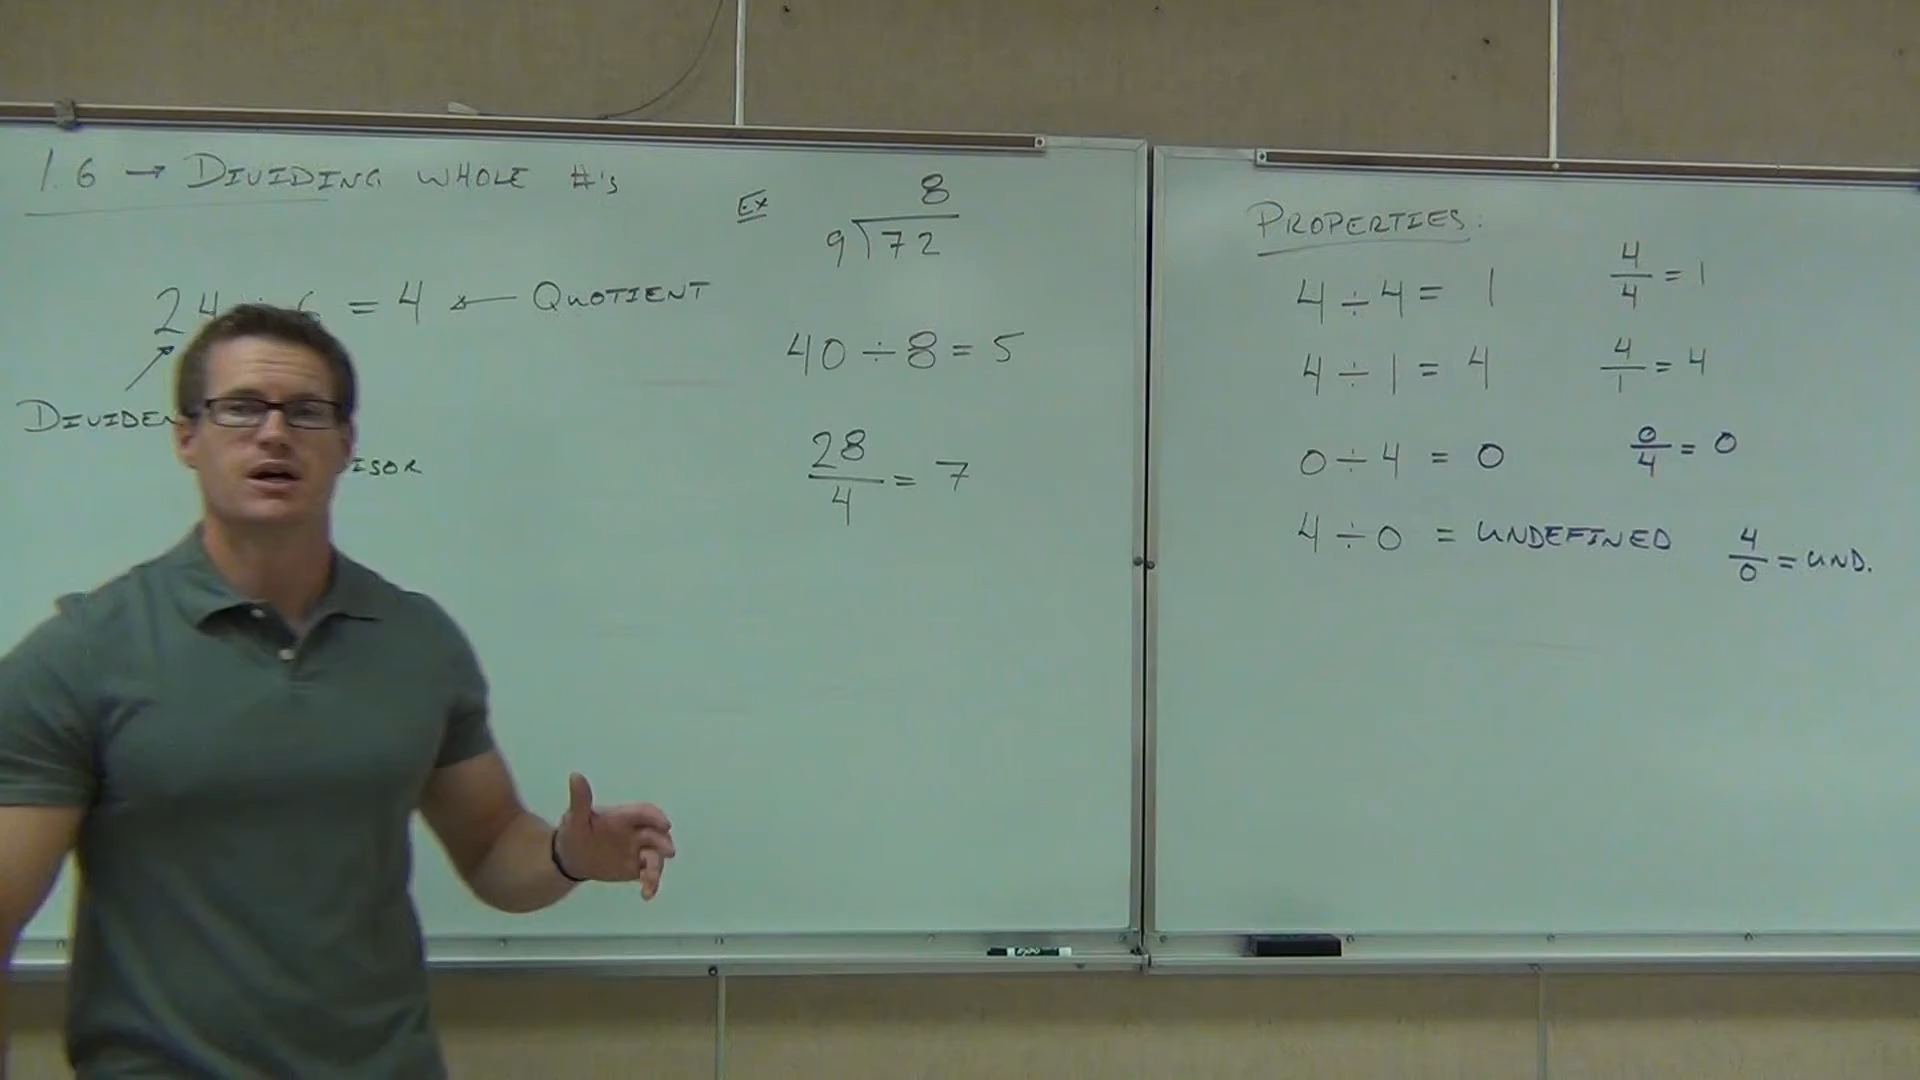 1.6 → DIVIDING WHOLE #'s
24 ÷ 6 = 4 ← QUOTIENT
DIVIDEN
ISOR
EX
8
9)72
40 ÷ 8 = 5
28/4 = 7
PROPERTIES:
4 ÷ 4 = 1 4/4 = 1
4 ÷ 1 = 4 4/1 = 4
0 ÷ 4 = 0 0/4 = 0
4 ÷ 0 = UNDEFINED 4/0 = UND.